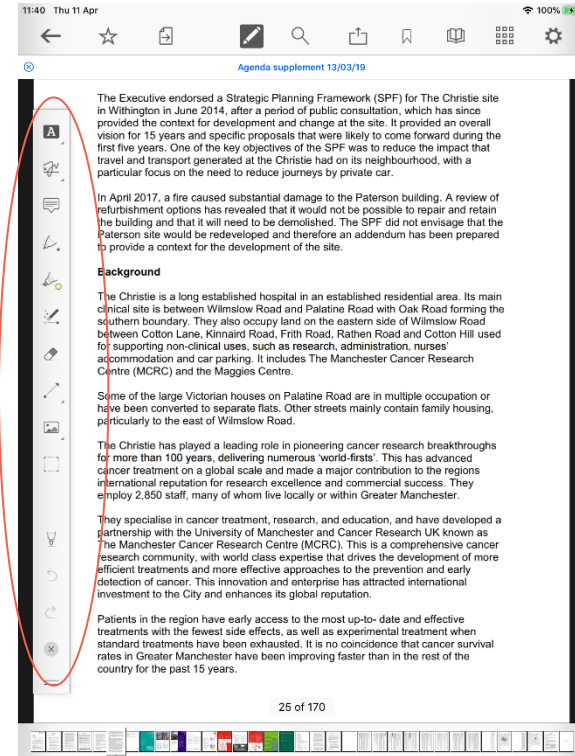 11:40 Thu 11 Apr
100%
Agenda supplement 13/03/19
The Executive endorsed a Strategic Planning Framework (SPF) for The Christie site
in Withington in June 2014, after a period of public consultation, which has since
provided the context for development and change at the site. It provided an overall
vision for 15 years and specific proposals that were likely to come forward during the
first five years. One of the key objectives of the SPF was to reduce the impact that
travel and transport generated at the Christie had on its neighbourhood, with a
particular focus on the need to reduce journeys by private car.
In April 2017, a fire caused substantial damage to the Paterson building. A review of
refurbishment options has revealed that it would not be possible to repair and retain
the building and that it will need to be demolished. The SPF did not envisage that the
Paterson site would be redeveloped and therefore an addendum has been prepared
to provide a context for the development of the site.
Background
The Christie is a long established hospital in an established residential area. Its main
clinical site is between Wilmslow Road and Palatine Road with Oak Road forming the
southern boundary. They also occupy land on the eastern side of Wilmslow Road
between Cotton Lane, Kinnaird Road, Frith Road, Rathen Road and Cotton Hill used
for supporting non-clinical uses, such as research, administration, nurses'
accommodation and car parking. It includes The Manchester Cancer Research
Centre (MCRC) and the Maggies Centre.
Some of the large Victorian houses on Palatine Road are in multiple occupation or
have been converted to separate flats. Other streets mainly contain family housing,
particularly to the east of Wilmslow Road.
The Christie has played a leading role in pioneering cancer research breakthroughs
for more than 100 years, delivering numerous ‘world-firsts’. This has advanced
cancer treatment on a global scale and made a major contribution to the regions
international reputation for research excellence and commercial success. They
employ 2,850 staff, many of whom live locally or within Greater Manchester.
They specialise in cancer treatment, research, and education, and have developed a
partnership with the University of Manchester and Cancer Research UK known as
The Manchester Cancer Research Centre (MCRC). This is a comprehensive cancer
research community, with world class expertise that drives the development of more
efficient treatments and more effective approaches to the prevention and early
detection of cancer. This innovation and enterprise has attracted international
investment to the City and enhances its global reputation.
Patients in the region have early access to the most up-to- date and effective
treatments with the fewest side effects, as well as experimental treatment when
standard treatments have been exhausted. It is no coincidence that cancer survival
rates in Greater Manchester have been improving faster than in the rest of the
country for the past 15 years.
25 of 170